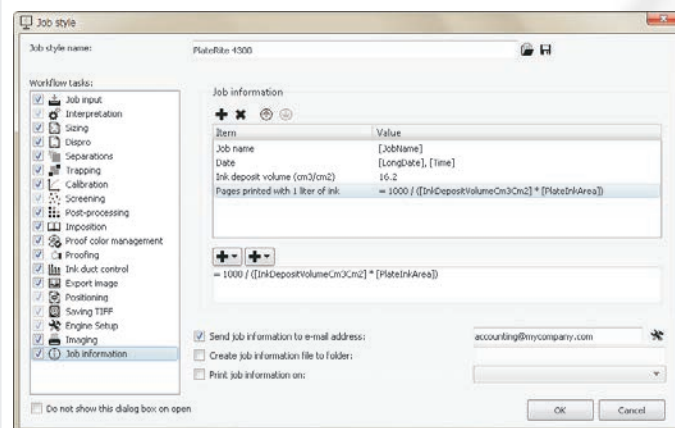 Job style
Job style name:
PlateRite 4300
Workflow tasks:
Job input
Interpretation
Sizing
Dispro
Separations
Trapping
Calibration
Screening
Post-processing
Imposition
Proof color management
Proofing
Ink duct control
Export image
Positioning
Saving TIFF
Engine Setup
Imaging
Job information
Do not show this dialog box on open
Job information
Item Value
Job name [JobName]
Date [LongDate], [Time]
Ink deposit volume (cm3/cm2) 16.2
Pages printed with 1 liter of ink = 1000 / ([InkDepositVolumeCm3Cm2] * [PlateInkArea])
= 1000 / ([InkDepositVolumeCm3Cm2] * [PlateInkArea])
Send job information to e-mail address: accounting@mycompany.com
Create job information file to folder:
Print job information on:
OK Cancel